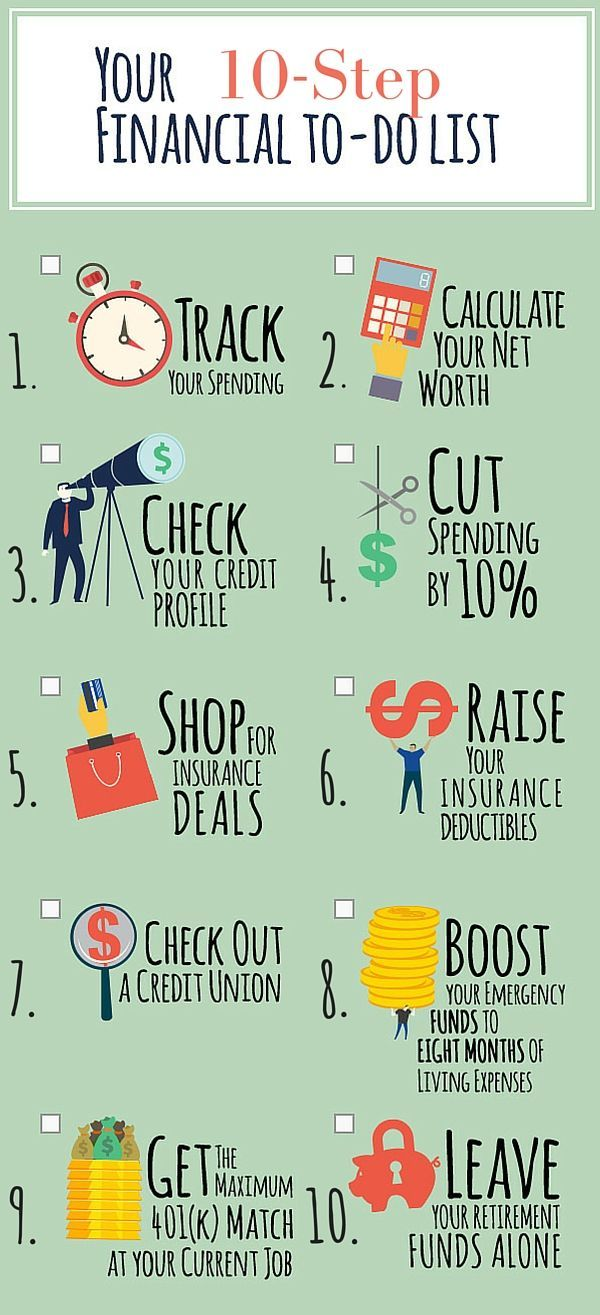 Your 10-Step
Financial to-do list
1.
Track
Your Spending
2.
Calculate
Your Net
Worth
8
3.
$
Check
your credit
profile
4.
$
Cut
Spending
by 10%
5.
Shop for
insurance
deals
6.
$
Raise
your
insurance
deductibles
7.
$
Check Out
a Credit Union
8.
Boost
your Emergency
funds to
eight months of
Living Expenses
9.
Get the
Maximum
401(k) Match
at your Current Job
10.
Leave
your retirement
funds alone